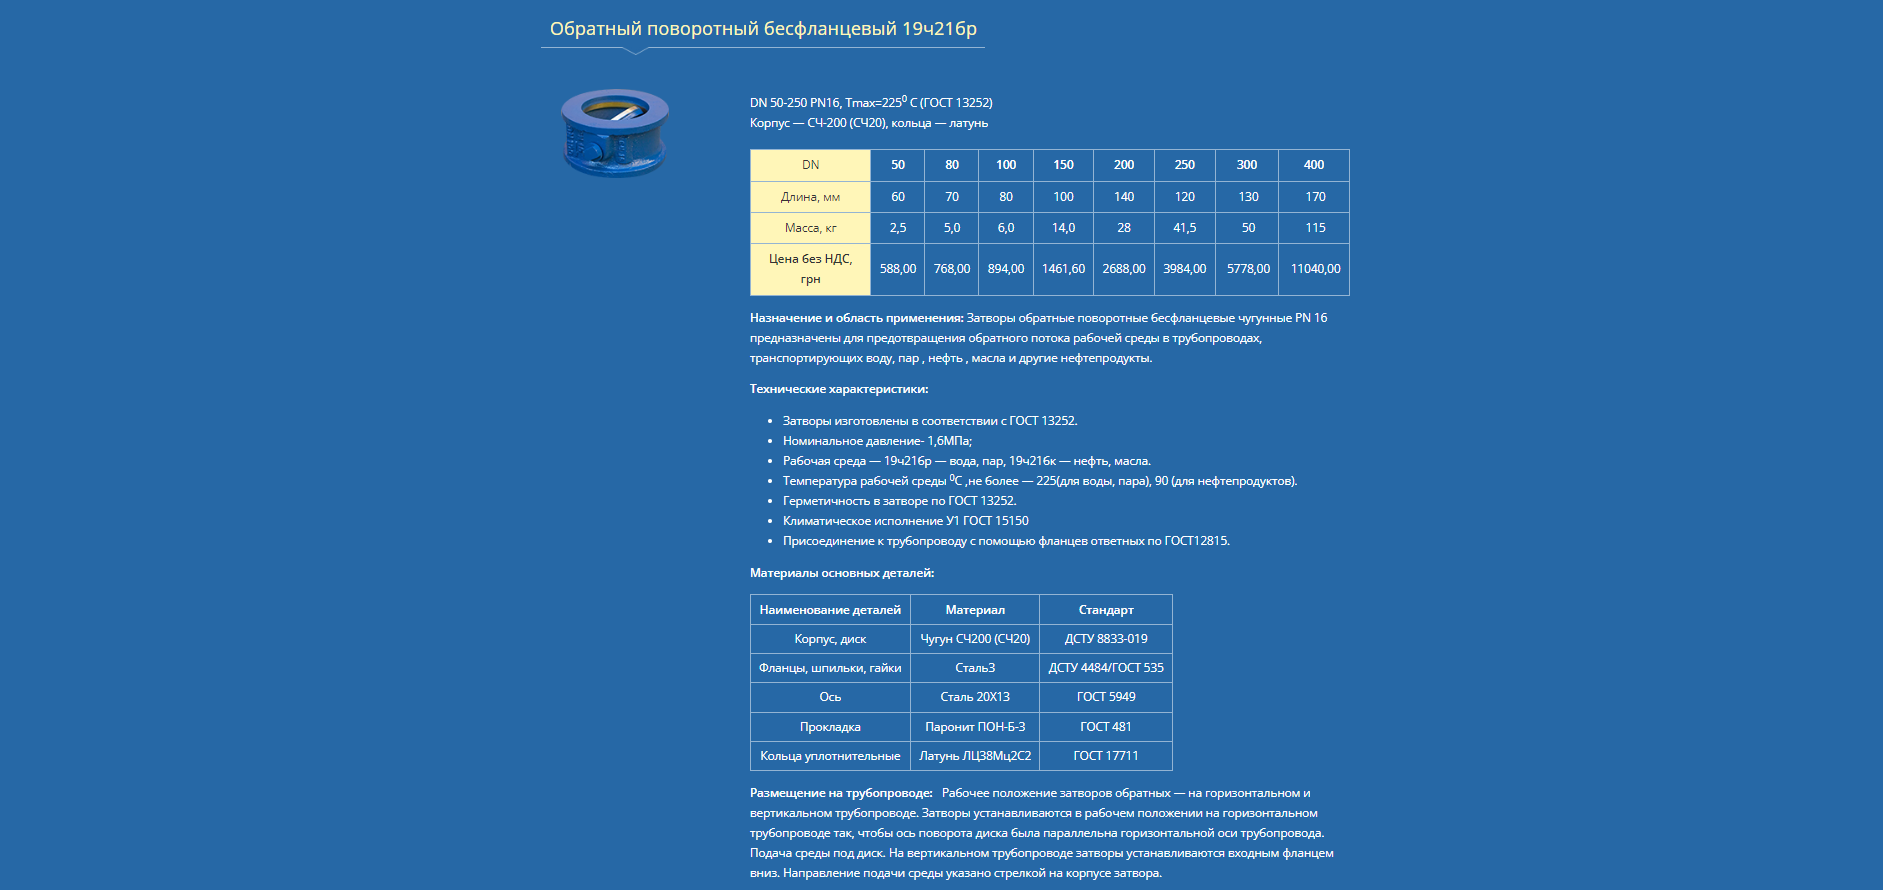 Обратный поворотный бесфланцевый 19ч21бр
DN 50-250 PN16, Tmax=225⁰ С (ГОСТ 13252)
Корпус — СЧ-200 (СЧ20), кольца — латунь
DN 50 80 100 150 200 250 300 400
Длина, мм 60 70 80 100 140 120 130 170
Масса, кг 2,5 5,0 6,0 14,0 28 41,5 50 115
Цена без НДС,
грн 588,00 768,00 894,00 1461,60 2688,00 3984,00 5778,00 11040,00
Назначение и область применения: Затворы обратные поворотные бесфланцевые чугунные PN 16
предназначены для предотвращения обратного потока рабочей среды в трубопроводах,
транспортирующих воду, пар , нефть , масла и другие нефтепродукты.
Технические характеристики:
• Затворы изготовлены в соответствии с ГОСТ 13252.
• Номинальное давление- 1,6МПа;
• Рабочая среда — 19ч21бр — вода, пар, 19ч21бк — нефть, масла.
• Температура рабочей среды ⁰С ,не более — 225(для воды, пара), 90 (для нефтепродуктов).
• Герметичность в затворе по ГОСТ 13252.
• Климатическое исполнение У1 ГОСТ 15150
• Присоединение к трубопроводу с помощью фланцев ответных по ГОСТ12815.
Материалы основных деталей:
Наименование деталей Материал Стандарт
Корпус, диск Чугун СЧ200 (СЧ20) ДСТУ 8833-019
Фланцы, шпильки, гайки Сталь3 ДСТУ 4484/ГОСТ 535
Ось Сталь 20Х13 ГОСТ 5949
Прокладка Паронит ПОН-Б-3 ГОСТ 481
Кольца уплотнительные Латунь ЛЦ38Мц2С2 ГОСТ 17711
Размещение на трубопроводе: Рабочее положение затворов обратных — на горизонтальном и
вертикальном трубопроводе. Затворы устанавливаются в рабочем положении на горизонтальном
трубопроводе так, чтобы ось поворота диска была параллельна горизонтальной оси трубопровода.
Подача среды под диск. На вертикальном трубопроводе затворы устанавливаются входным фланцем
вниз. Направление подачи среды указано стрелкой на корпусе затвора.